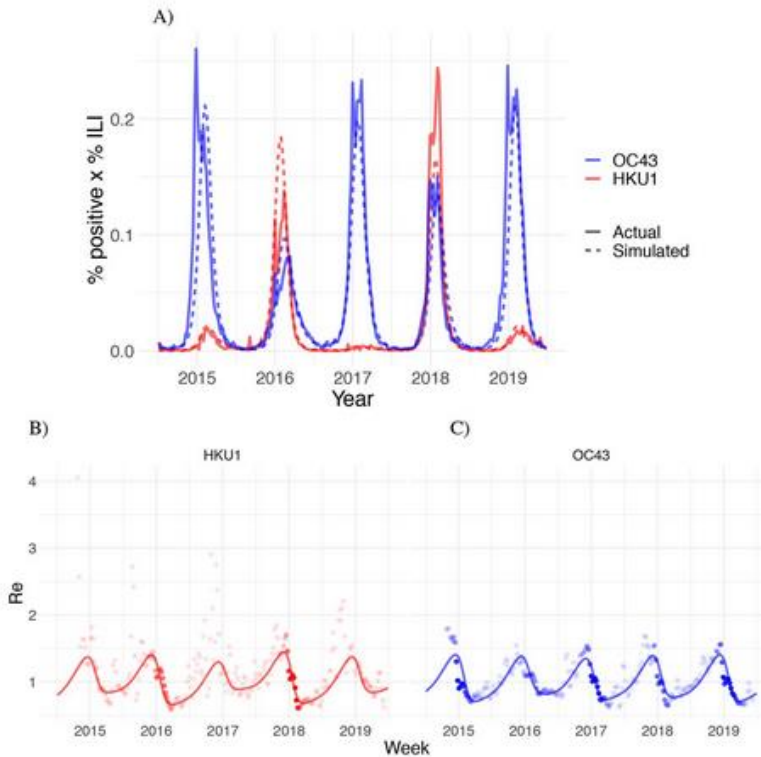 A)
% positive x % ILI
0.2
0.1
0.0
2015 2016 2017 2018 2019
Year
OC43
HKU1
Actual
Simulated
B)
HKU1
C)
OC43
Re
4
3
2
1
2015 2016 2017 2018 2019
2015 2016 2017 2018 2019
Week